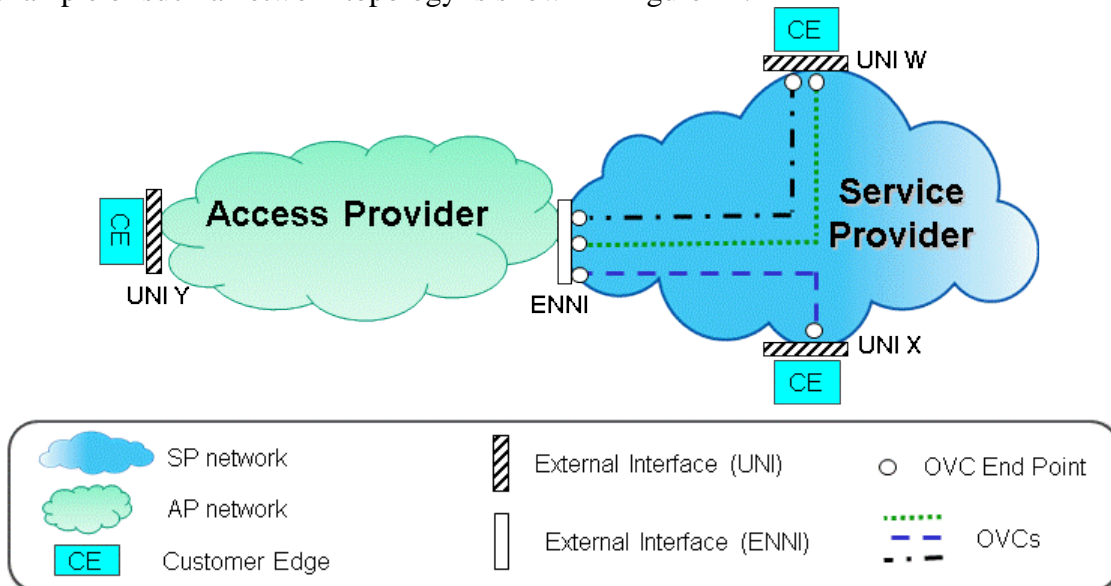 CE
UNI W
Access Provider
Service
Provider
CE
UNI Y
ENNI
UNI X
CE
SP network
External Interface (UNI)
OVC End Point
AP network
External Interface (ENNI)
OVCs
CE
Customer Edge